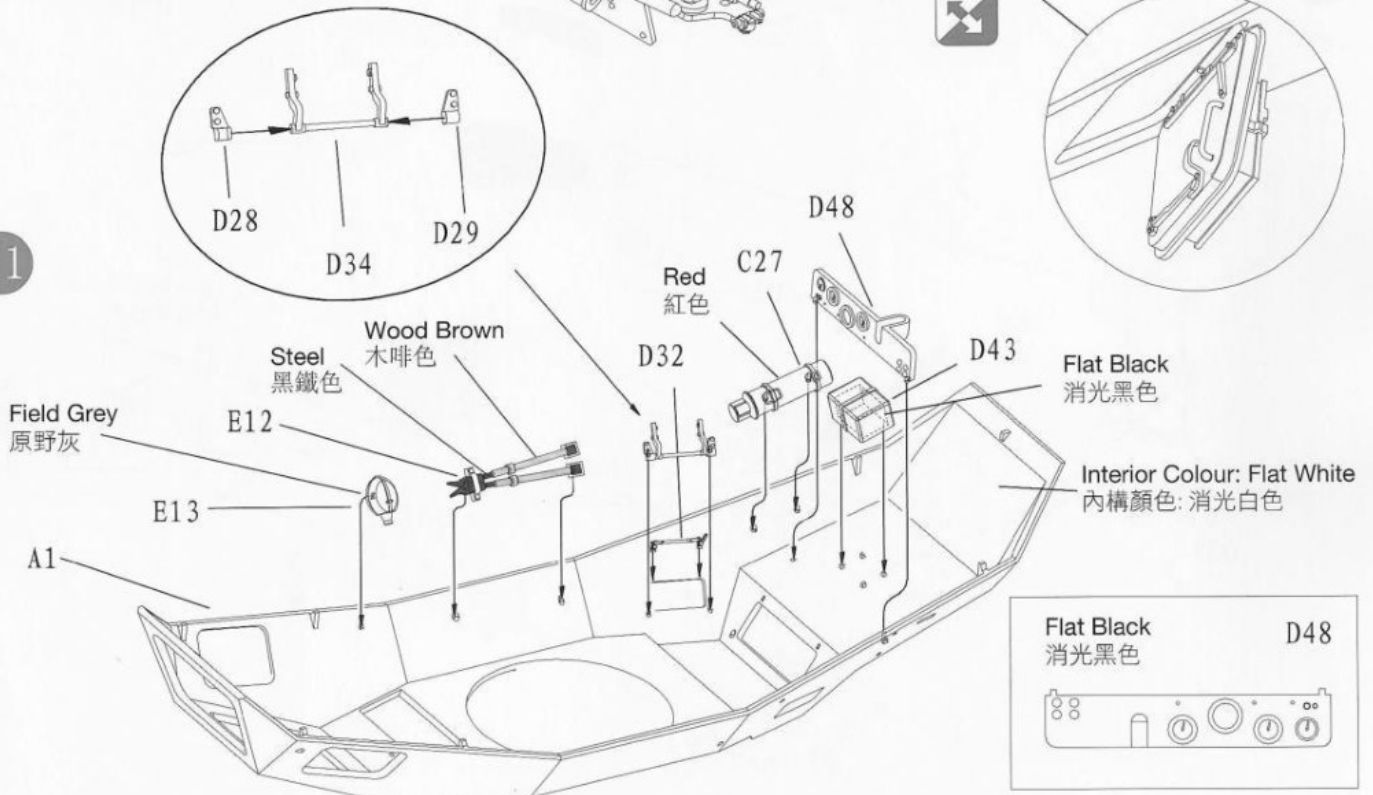 D28
D34
D29
1
D48
C27
Red
紅色
Wood Brown
木啡色
Steel
黑鐵色
D32
D43
Flat Black
消光黑色
Field Grey
原野灰
E12
E13
Interior Colour: Flat White
內構顏色: 消光白色
A1
Flat Black
消光黑色
D48